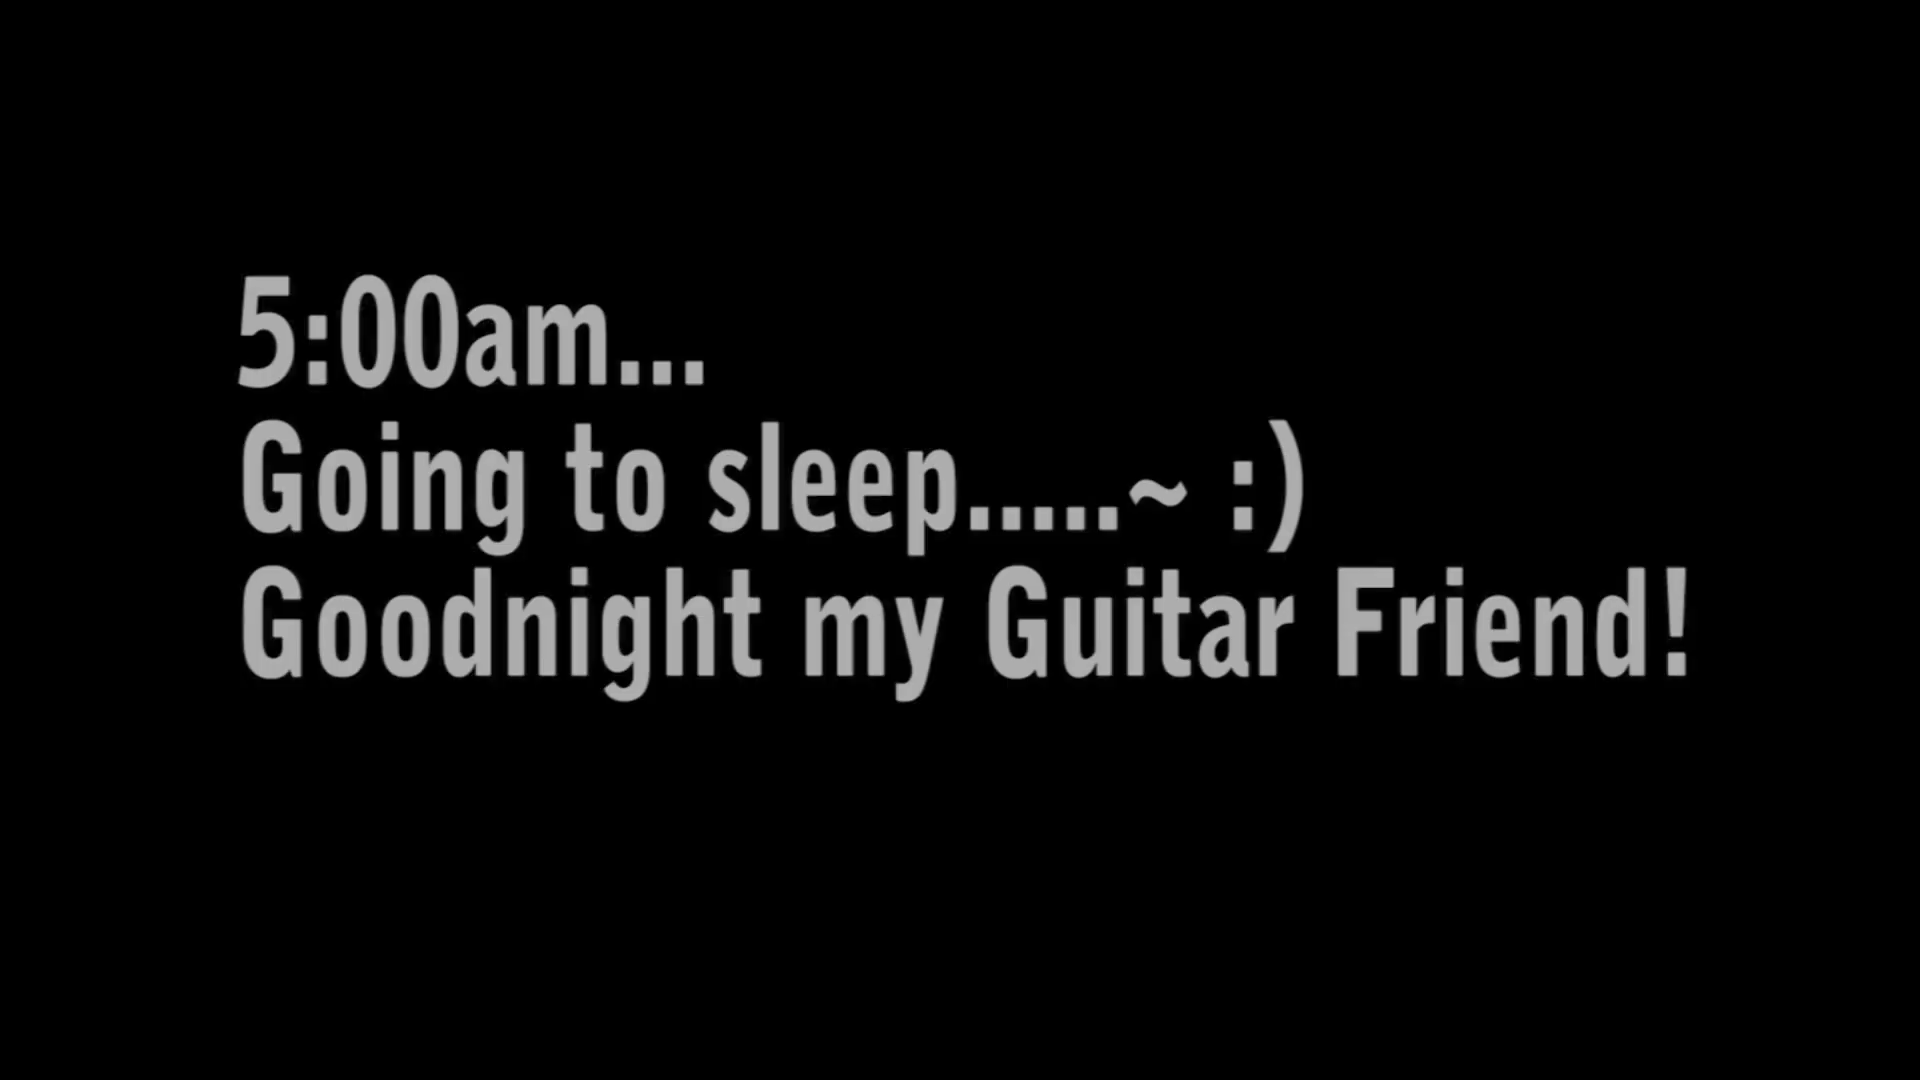 5:00am...
Going to sleep.....~ :)
Goodnight my Guitar Friend!